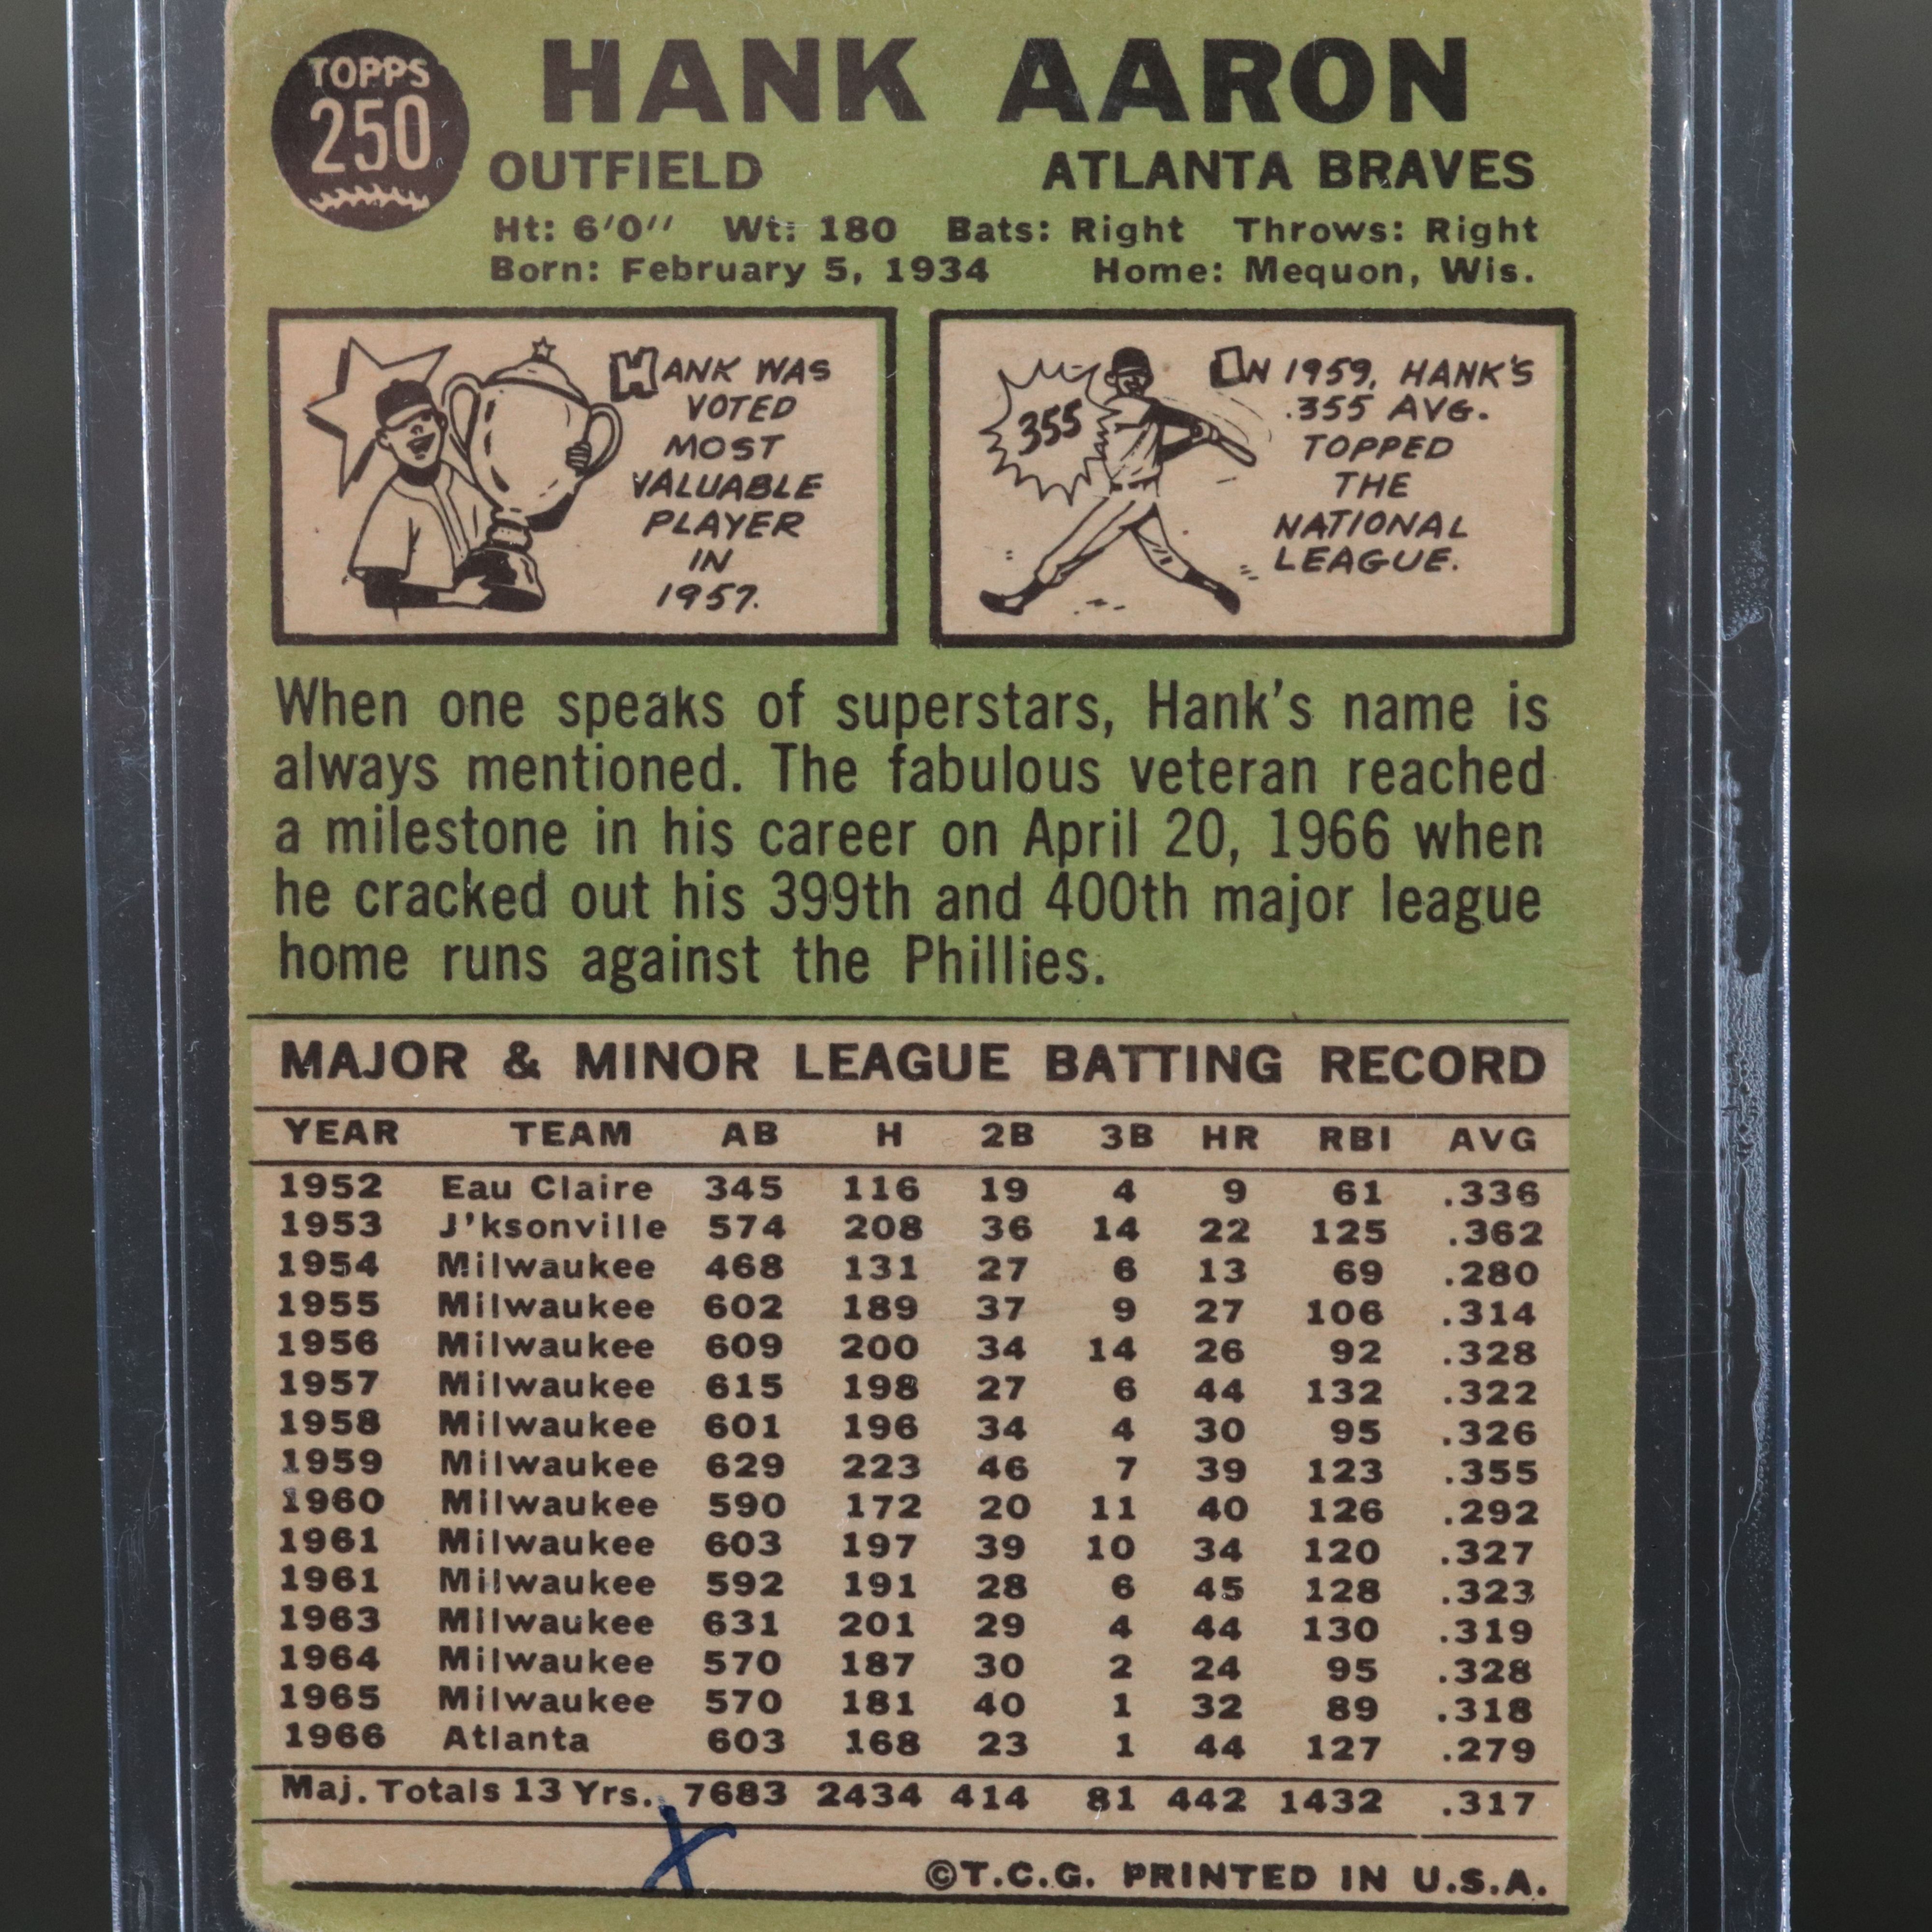 TOPPS
250
HANK AARON
OUTFIELD ATLANTA BRAVES
Ht: 6'0'' Wt: 180 Bats: Right Throws: Right
Born: February 5, 1934 Home: Mequon, Wis.
HANK WAS
VOTED
MOST
VALUABLE
PLAYER
IN
1957.
355
IN 1959, HANK'S
.355 AVG.
TOPPED
THE
NATIONAL
LEAGUE.
When one speaks of superstars, Hank's name is
always mentioned. The fabulous veteran reached
a milestone in his career on April 20, 1966 when
he cracked out his 399th and 400th major league
home runs against the Phillies.
MAJOR & MINOR LEAGUE BATTING RECORD
YEAR TEAM AB H 2B 3B HR RBI AVG
1952 Eau Claire 345 116 19 4 9 61 .336
1953 J'ksonville 574 208 36 14 22 125 .362
1954 Milwaukee 468 131 27 6 13 69 .280
1955 Milwaukee 602 189 37 9 27 106 .314
1956 Milwaukee 609 200 34 14 26 92 .328
1957 Milwaukee 615 198 27 6 44 132 .322
1958 Milwaukee 601 196 34 4 30 95 .326
1959 Milwaukee 629 223 46 7 39 123 .355
1960 Milwaukee 590 172 20 11 40 126 .292
1961 Milwaukee 603 197 39 10 34 120 .327
1961 Milwaukee 592 191 28 6 45 128 .323
1963 Milwaukee 631 201 29 4 44 130 .319
1964 Milwaukee 570 187 30 2 24 95 .328
1965 Milwaukee 570 181 40 1 32 89 .318
1966 Atlanta 603 168 23 1 44 127 .279
Maj. Totals 13 Yrs. 7683 2434 414 81 442 1432 .317
X
©T.C.G. PRINTED IN U.S.A.